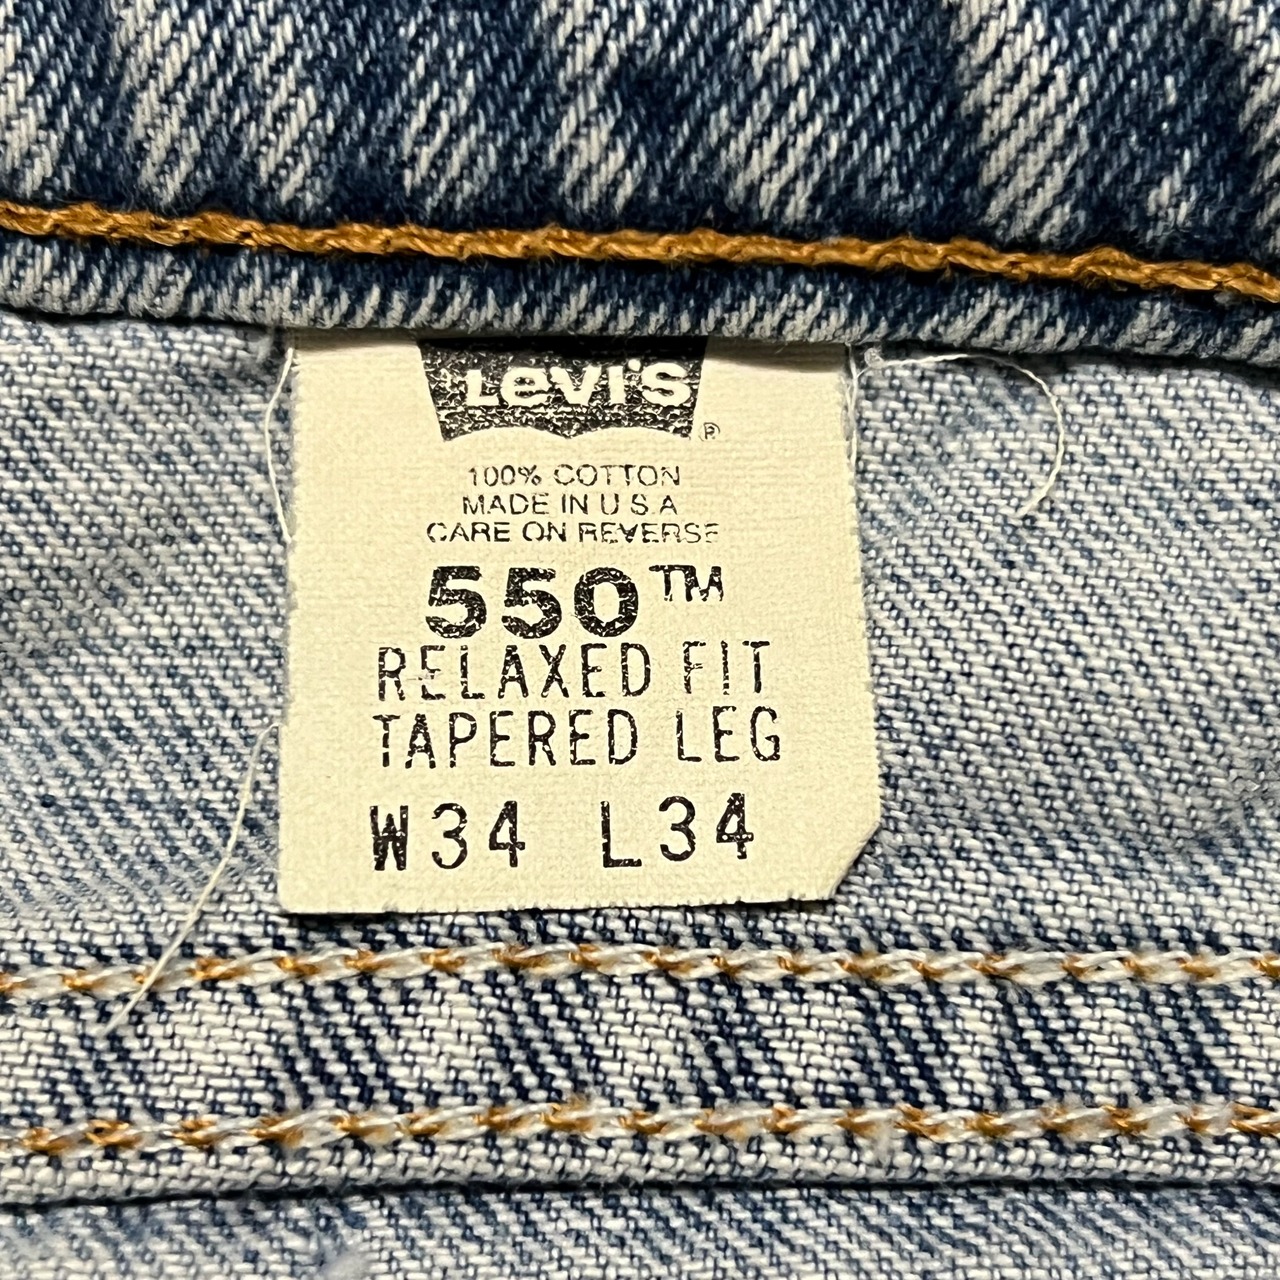 Levi's ®
100% COTTON
MADE IN U.S.A
CARE ON REVERSE
550™
RELAXED FIT
TAPERED LEG
W34 L34